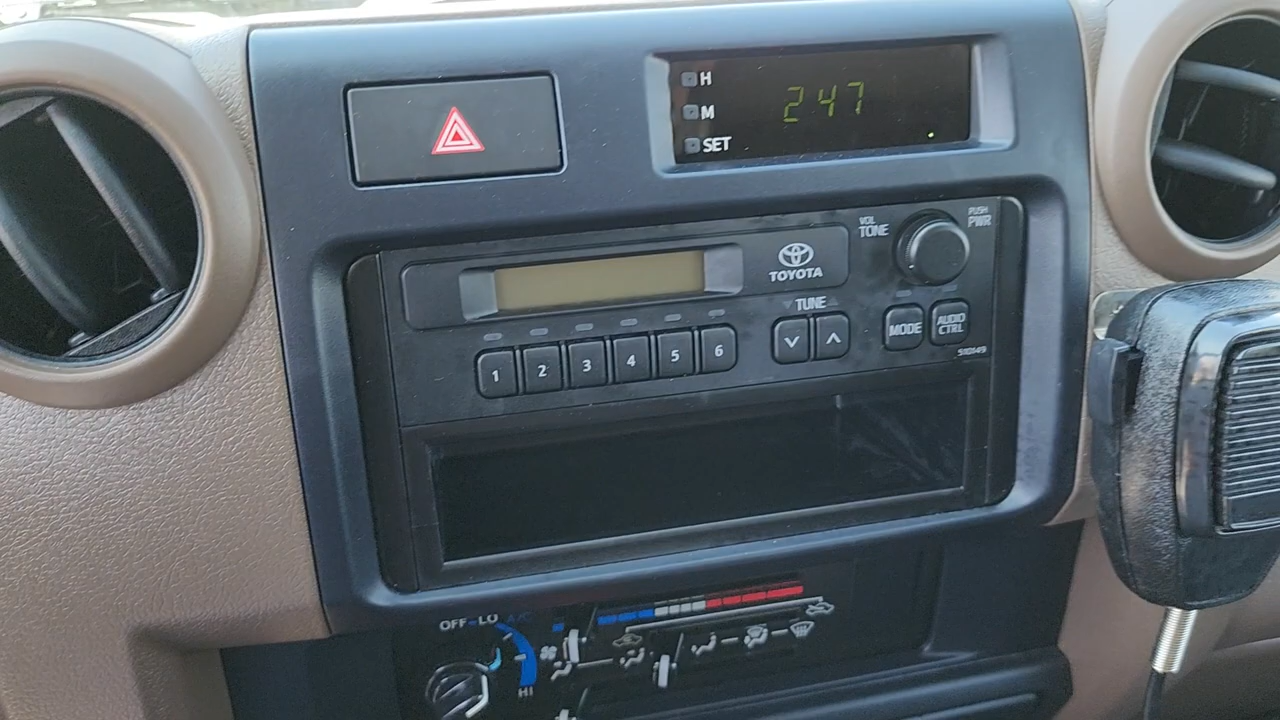 H
M
SET
2 47
VOL
TONE
PUSH
PWR
TOYOTA
TUNE
MODE
AUDIO
CTRL
510149
1 2 3 4 5 6
OFF-LO A/C
HI